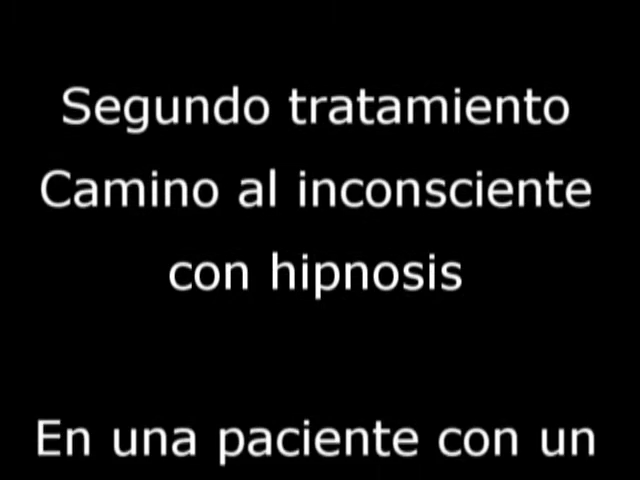 Segundo tratamiento
Camino al inconsciente
con hipnosis
En una paciente con un